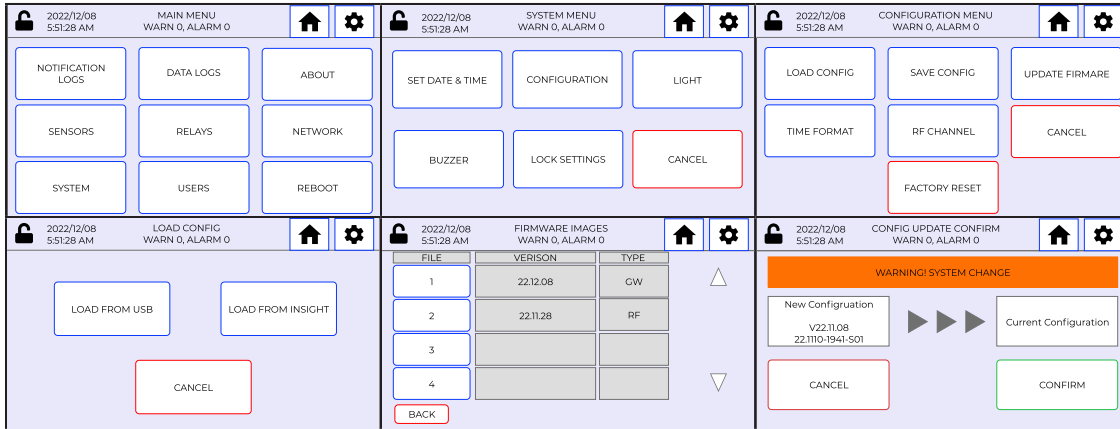 2022/12/08
5:51:28 AM
MAIN MENU
WARN 0, ALARM 0
NOTIFICATION
LOGS
DATA LOGS
ABOUT
SENSORS
RELAYS
NETWORK
SYSTEM
USERS
REBOOT
2022/12/08
5:51:28 AM
SYSTEM MENU
WARN 0, ALARM 0
SET DATE & TIME
CONFIGURATION
LIGHT
BUZZER
LOCK SETTINGS
CANCEL
2022/12/08
5:51:28 AM
CONFIGURATION MENU
WARN 0, ALARM 0
LOAD CONFIG
SAVE CONFIG
UPDATE FIRMARE
TIME FORMAT
RF CHANNEL
CANCEL
FACTORY RESET
2022/12/08
5:51:28 AM
LOAD CONFIG
WARN 0, ALARM 0
LOAD FROM USB
LOAD FROM INSIGHT
CANCEL
2022/12/08
5:51:28 AM
FIRMWARE IMAGES
WARN 0, ALARM 0
FILE VERISON TYPE
1 22.12.08 GW
2 22.11.28 RF
3
4
BACK
2022/12/08
5:51:28 AM
CONFIG UPDATE CONFIRM
WARN 0, ALARM 0
WARNING! SYSTEM CHANGE
New Configruation
V22.11.08
22.1110-1941-S01
Current Configuration
CANCEL
CONFIRM